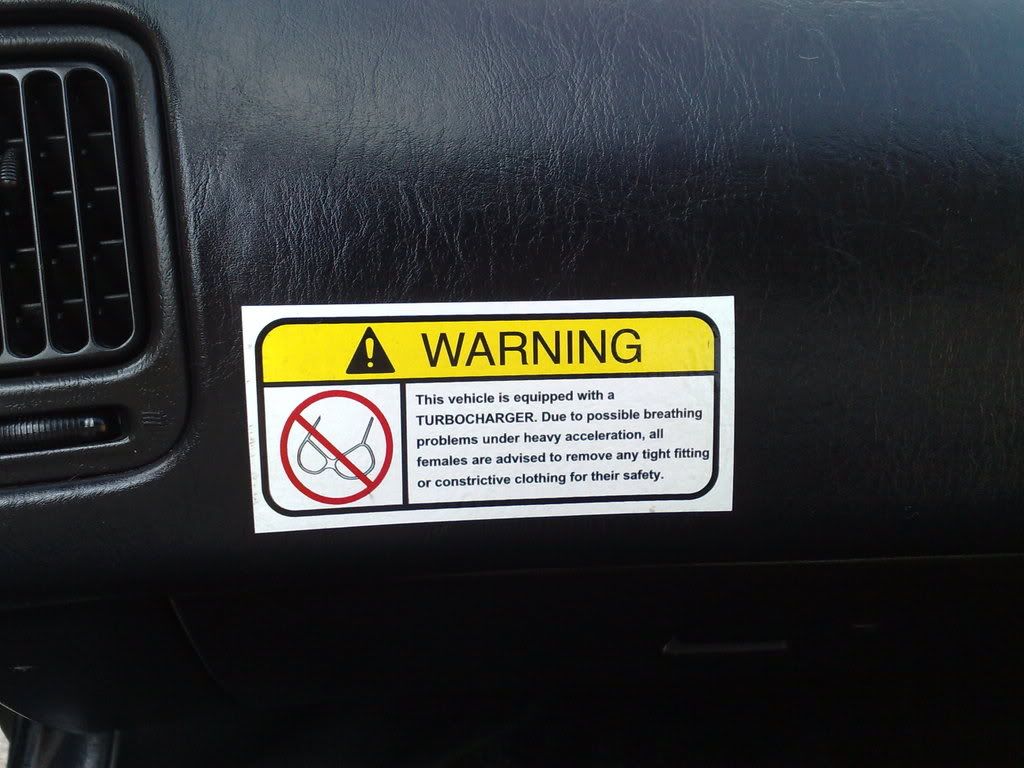 WARNING
This vehicle is equipped with a
TURBOCHARGER. Due to possible breathing
problems under heavy acceleration, all
females are advised to remove any tight fitting
or constrictive clothing for their safety.